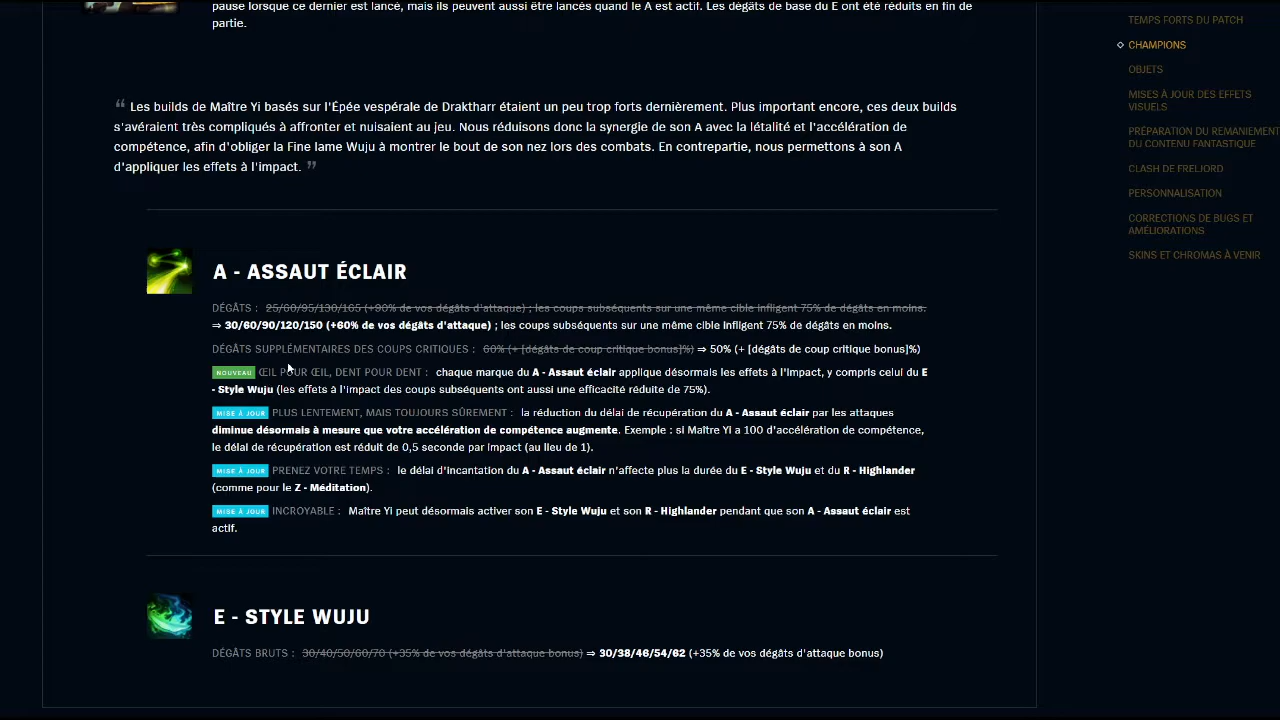 pause lorsque ce dernier est lancé, mais ils peuvent aussi être lancés quand le A est actif. Les dégâts de base du E ont été réduits en fin de
partie.
“ Les builds de Maître Yi basés sur l'Épée vespérale de Draktharr étaient un peu trop forts dernièrement. Plus important encore, ces deux builds
s'avéraient très compliqués à affronter et nuisaient au jeu. Nous réduisons donc la synergie de son A avec la létalité et l'accélération de
compétence, afin d'obliger la Fine lame Wuju à montrer le bout de son nez lors des combats. En contrepartie, nous permettons à son A
d'appliquer les effets à l'impact. ”
A - ASSAUT ÉCLAIR
DÉGÂTS : 25/60/95/130/165 (+90% de vos dégâts d'attaque) ; les coups subséquents sur une même cible infligent 75% de dégâts en moins.
⇒ 30/60/90/120/150 (+60% de vos dégâts d'attaque) ; les coups subséquents sur une même cible infligent 75% de dégâts en moins.
DÉGÂTS SUPPLÉMENTAIRES DES COUPS CRITIQUES : 60% (+ [dégâts de coup critique bonus]%) ⇒ 50% (+ [dégâts de coup critique bonus]%)
NOUVEAU ŒIL POUR ŒIL, DENT POUR DENT : chaque marque du A - Assaut éclair applique désormais les effets à l'impact, y compris celui du E
- Style Wuju (les effets à l'impact des coups subséquents ont aussi une efficacité réduite de 75%).
MISE À JOUR PLUS LENTEMENT, MAIS TOUJOURS SÛREMENT : la réduction du délai de récupération du A - Assaut éclair par les attaques
diminue désormais à mesure que votre accélération de compétence augmente. Exemple : si Maître Yi a 100 d'accélération de compétence,
le délai de récupération est réduit de 0,5 seconde par impact (au lieu de 1).
MISE À JOUR PRENEZ VOTRE TEMPS : le délai d'incantation du A - Assaut éclair n'affecte plus la durée du E - Style Wuju et du R - Highlander
(comme pour le Z - Méditation).
MISE À JOUR INCROYABLE : Maître Yi peut désormais activer son E - Style Wuju et son R - Highlander pendant que son A - Assaut éclair est
actif.
E - STYLE WUJU
DÉGÂTS BRUTS : 30/40/50/60/70 (+35% de vos dégâts d'attaque bonus) ⇒ 30/38/46/54/62 (+35% de vos dégâts d'attaque bonus)
TEMPS FORTS DU PATCH
CHAMPIONS
OBJETS
MISES À JOUR DES EFFETS
VISUELS
PRÉPARATION DU REMANIEMENT
DU CONTENU FANTASTIQUE
CLASH DE FRELJORD
PERSONNALISATION
CORRECTIONS DE BUGS ET
AMÉLIORATIONS
SKINS ET CHROMAS À VENIR